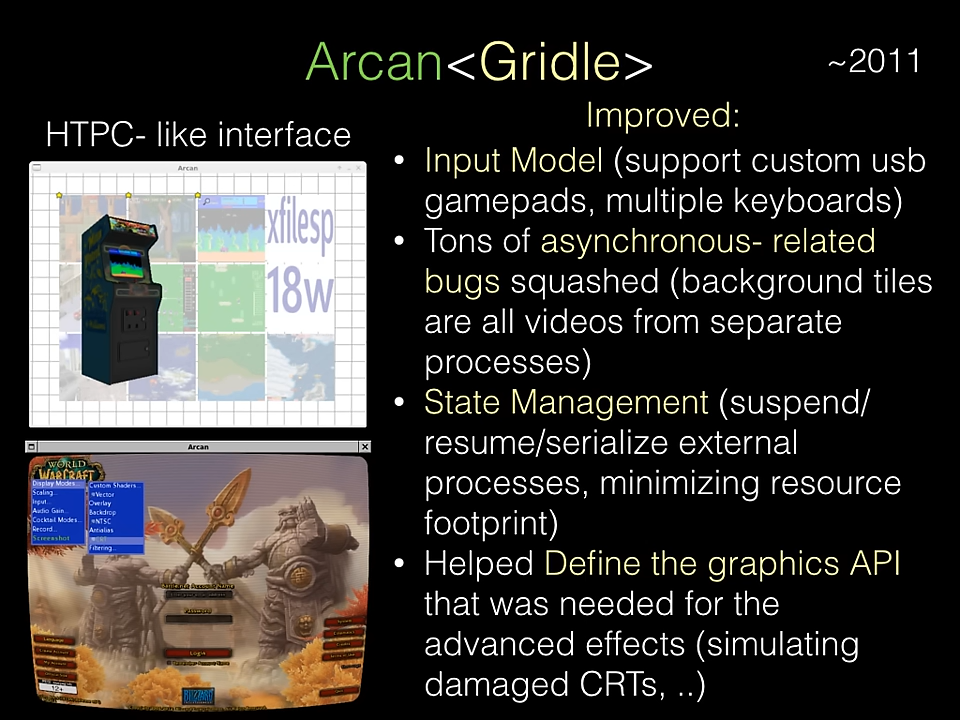 Arcan<Gridle>
~2011
HTPC- like interface
Arcan
xfilesp
18w
Arcan
WORLD
WARCRAFT
Display Modes...
Scaling...
Input...
Audio Gain...
Cocktail Modes...
Record...
Screenshot
Custom Shaders...
Vector
Overlay
Backdrop
NTSC
Antialias
CRT
Filtering...
Password
Login
12+
BLIZZARD
Improved:
• Input Model (support custom usb
gamepads, multiple keyboards)
• Tons of asynchronous- related
bugs squashed (background tiles
are all videos from separate
processes)
• State Management (suspend/
resume/serialize external
processes, minimizing resource
footprint)
• Helped Define the graphics API
that was needed for the
advanced effects (simulating
damaged CRTs, ..)